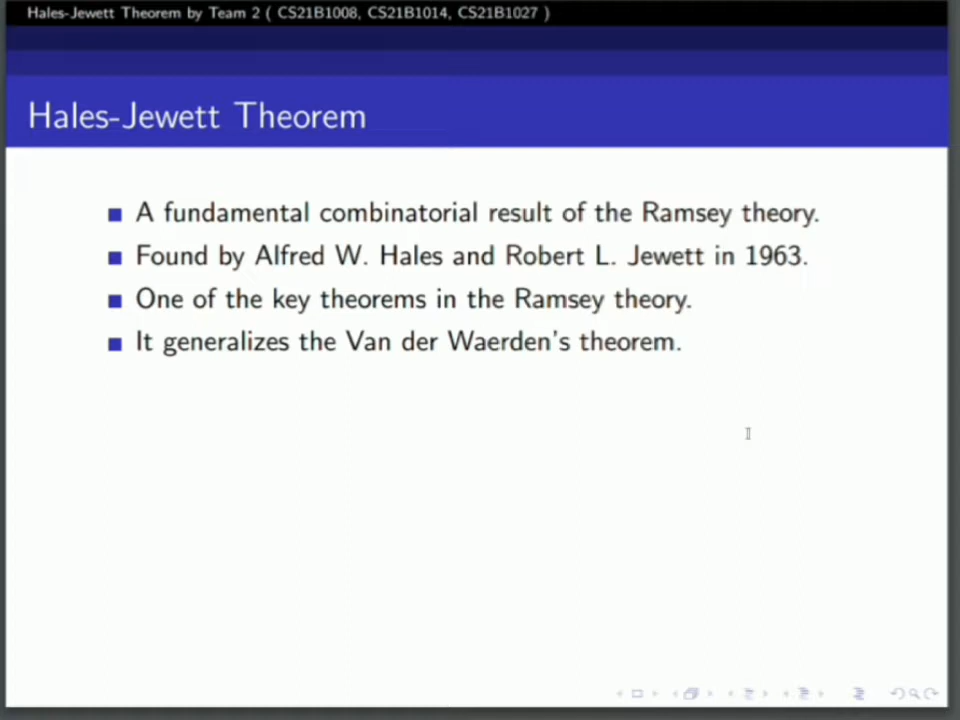 Hales-Jewett Theorem by Team 2 ( CS21B1008, CS21B1014, CS21B1027 )
Hales-Jewett Theorem
A fundamental combinatorial result of the Ramsey theory.
Found by Alfred W. Hales and Robert L. Jewett in 1963.
One of the key theorems in the Ramsey theory.
It generalizes the Van der Waerden's theorem.